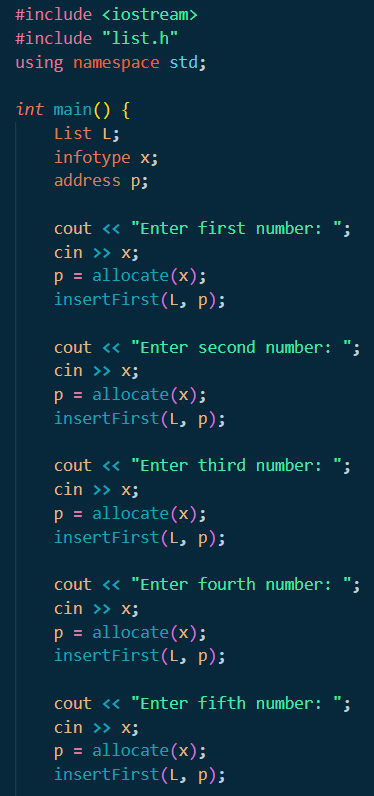 #include <iostream>
#include "list.h"
using namespace std;
int main() {
List L;
infotype x;
address p;
cout << "Enter first number: ";
cin >> x;
p = allocate(x);
insertFirst(L, p);
cout << "Enter second number: ";
cin >> x;
p = allocate(x);
insertFirst(L, p);
cout << "Enter third number: ";
cin >> x;
p = allocate(x);
insertFirst(L, p);
cout << "Enter fourth number: ";
cin >> x;
p = allocate(x);
insertFirst(L, p);
cout << "Enter fifth number: ";
cin >> x;
p = allocate(x);
insertFirst(L, p);